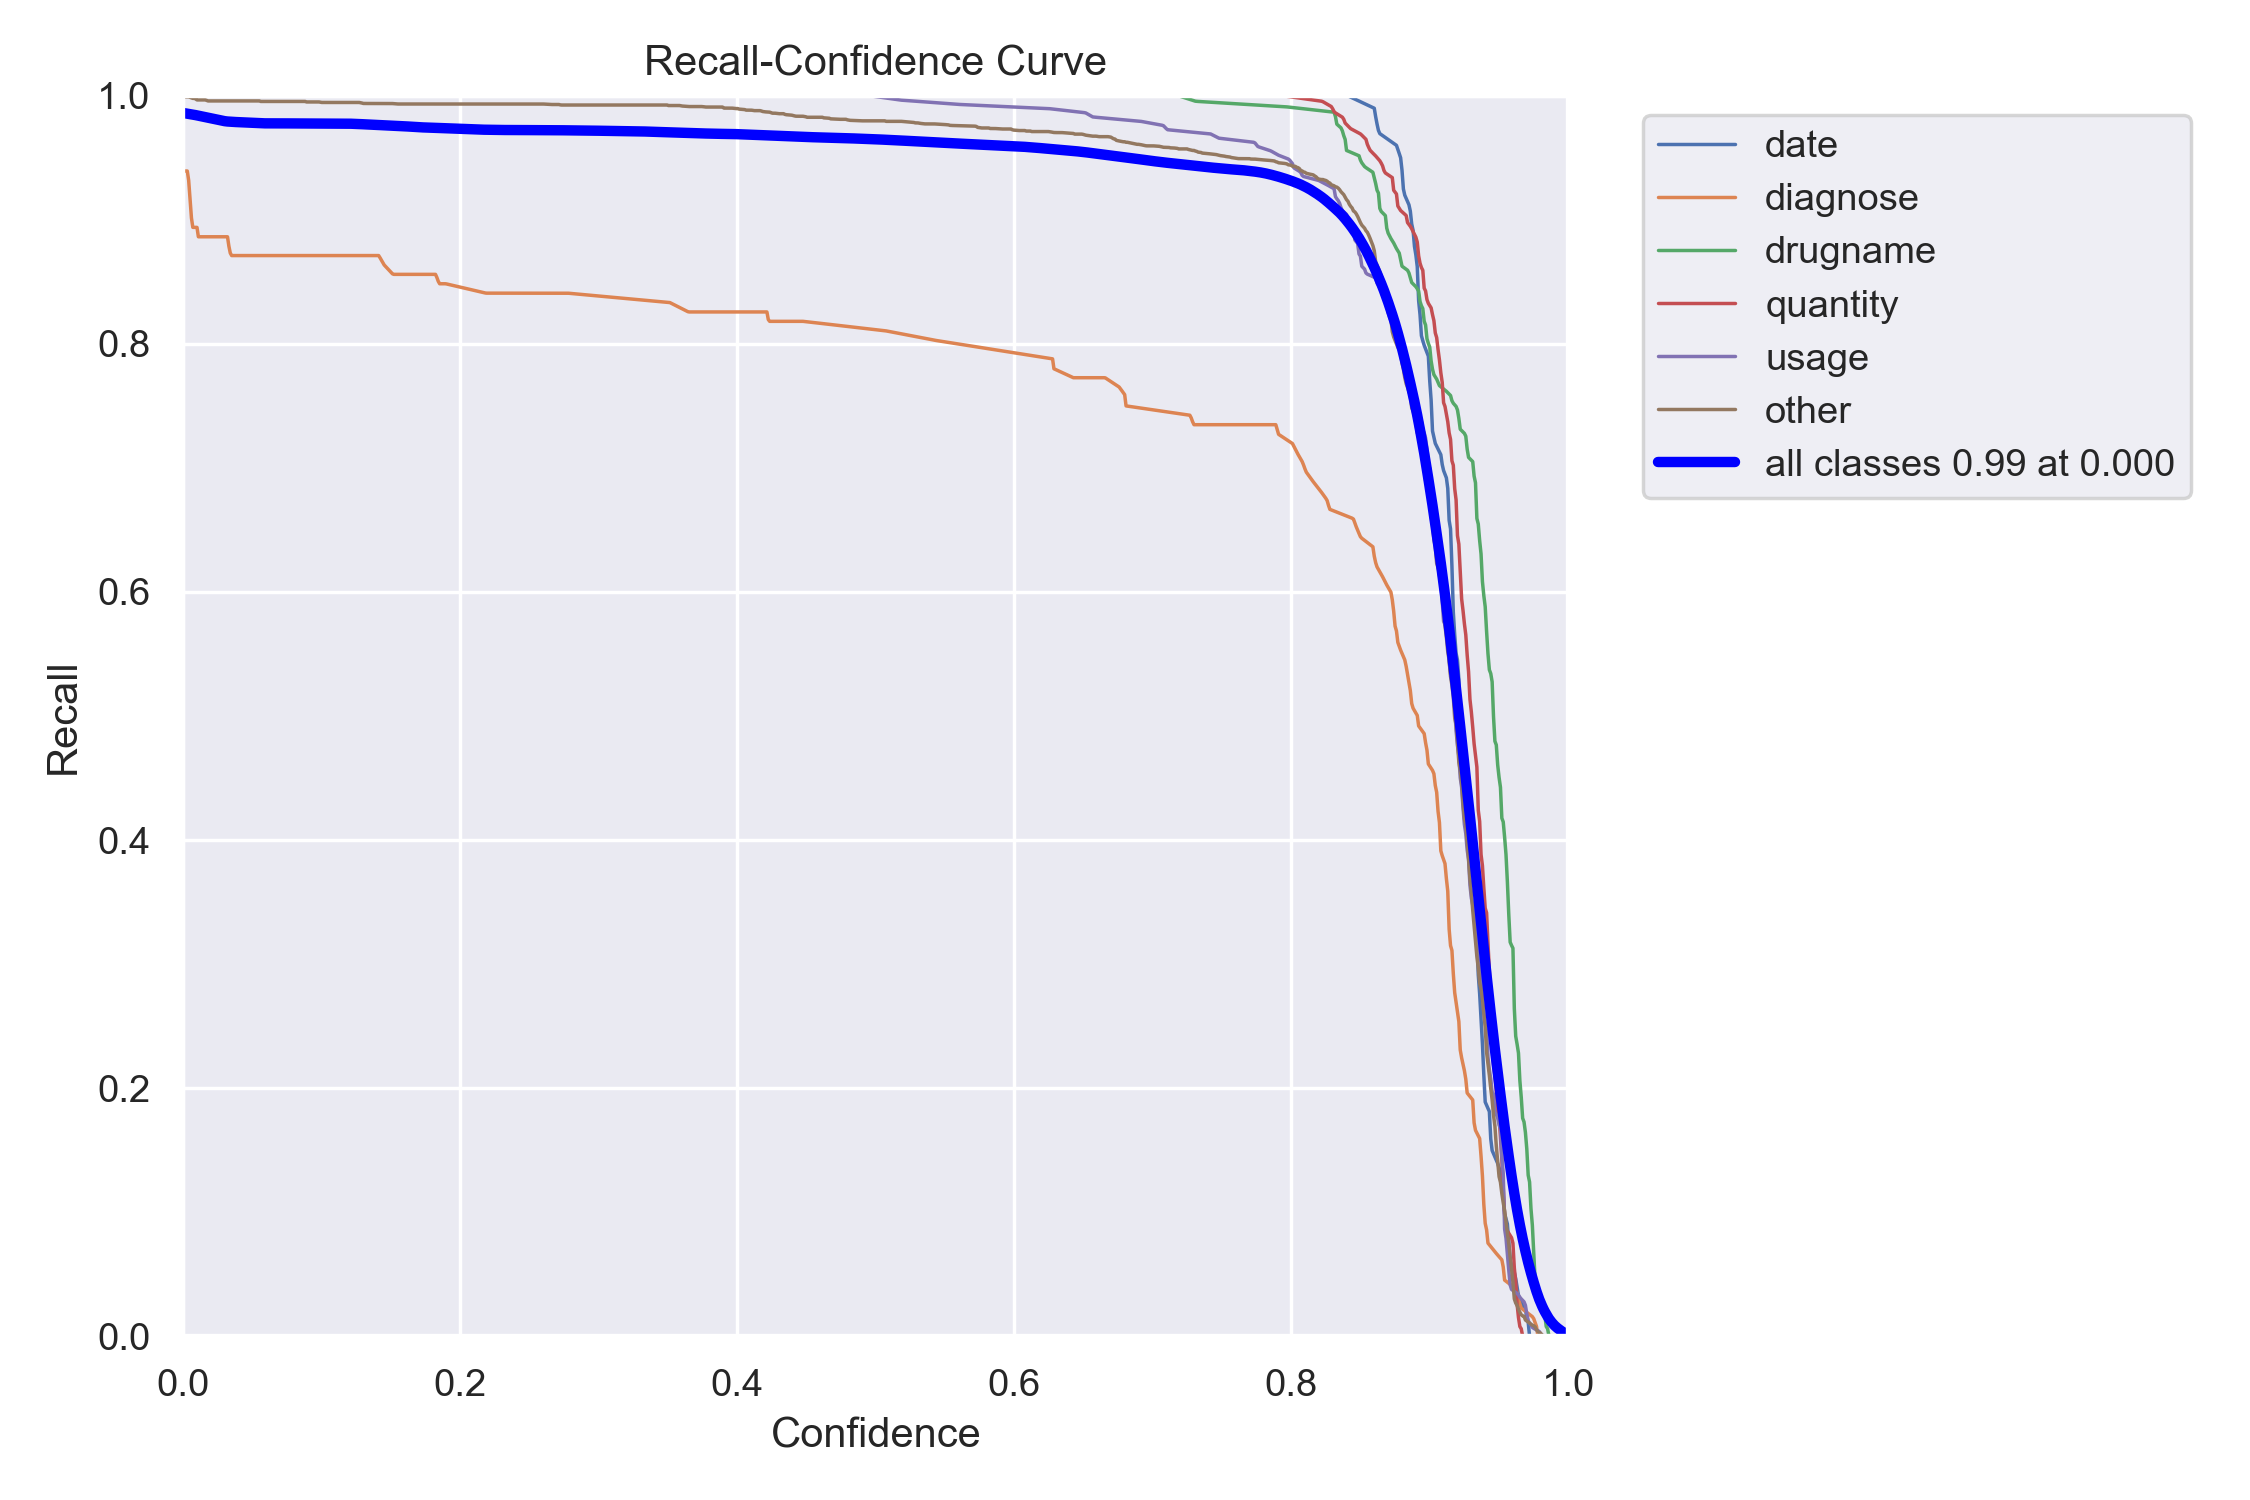 Recall-Confidence Curve
1.0
0.8
0.6
0.4
0.2
0.0
Recall
0.0 0.2 0.4 0.6 0.8 1.0
Confidence
date
diagnose
drugname
quantity
usage
other
all classes 0.99 at 0.000